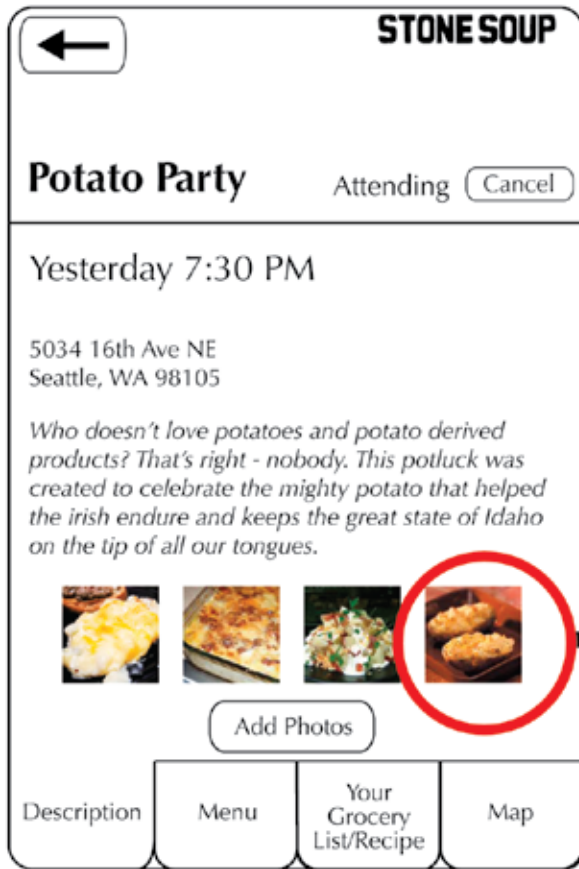 STONE SOUP
Potato Party
Attending
Cancel
Yesterday 7:30 PM
5034 16th Ave NE
Seattle, WA 98105
Who doesn't love potatoes and potato derived
products? That's right - nobody. This potluck was
created to celebrate the mighty potato that helped
the irish endure and keeps the great state of Idaho
on the tip of all our tongues.
Add Photos
Description
Menu
Your
Grocery
List/Recipe
Map